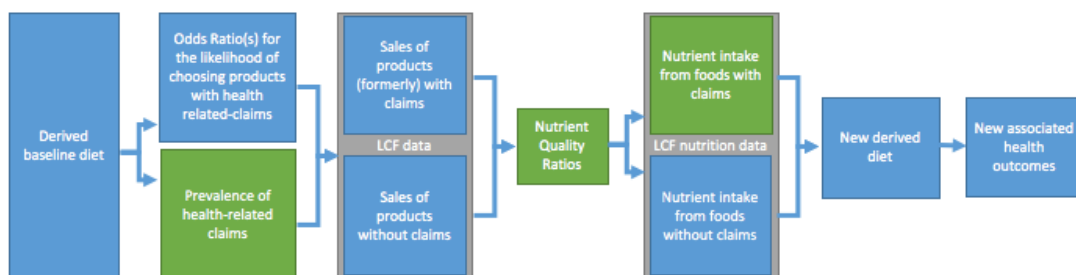 Derived
baseline diet
Odds Ratio(s) for
the likelihood of
choosing products
with health
related-claims
Prevalence of
health-related
claims
Sales of
products
(formerly) with
claims
LCF data
Sales of
products
without claims
Nutrient
Quality
Ratios
Nutrient intake
from foods with
claims
LCF nutrition data
Nutrient intake
from foods
without claims
New derived
diet
New associated
health
outcomes